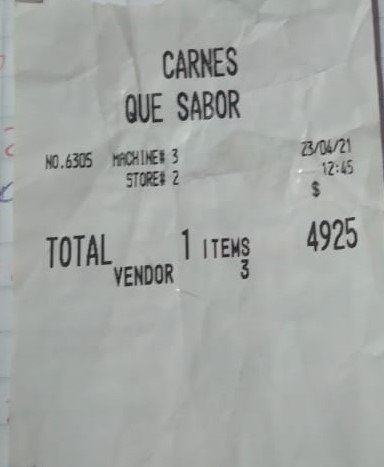 CARNES
QUE SABOR
NO.6305 MACHINE# 3 23/04/21
STORE# 2 12:45
$
TOTAL 1 ITEMS 4925
VENDOR 3